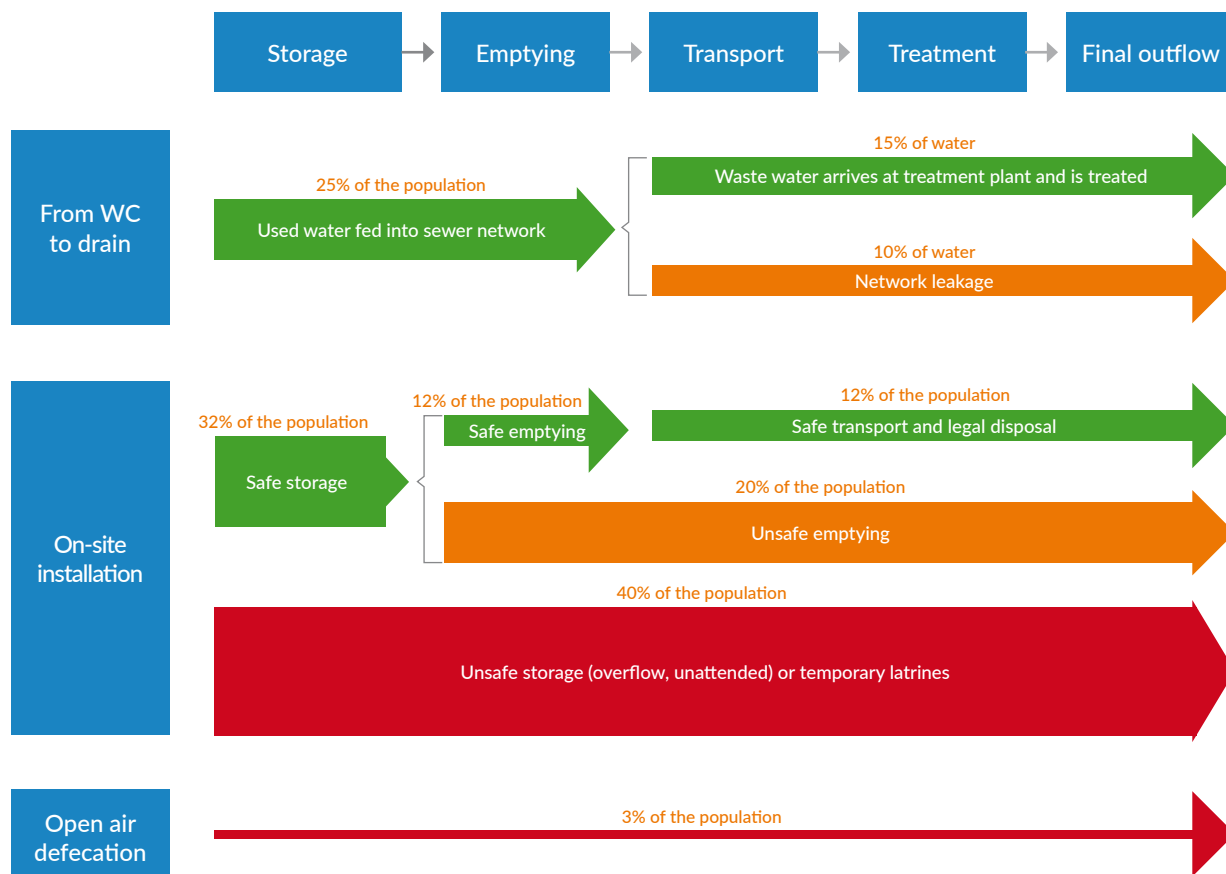 Storage
Emptying
Transport
Treatment
Final outflow
From WC
to drain
25% of the population
Used water fed into sewer network
15% of water
Waste water arrives at treatment plant and is treated
10% of water
Network leakage
On-site
installation
32% of the population
Safe storage
12% of the population
Safe emptying
12% of the population
Safe transport and legal disposal
20% of the population
Unsafe emptying
40% of the population
Unsafe storage (overflow, unattended) or temporary latrines
Open air
defecation
3% of the population